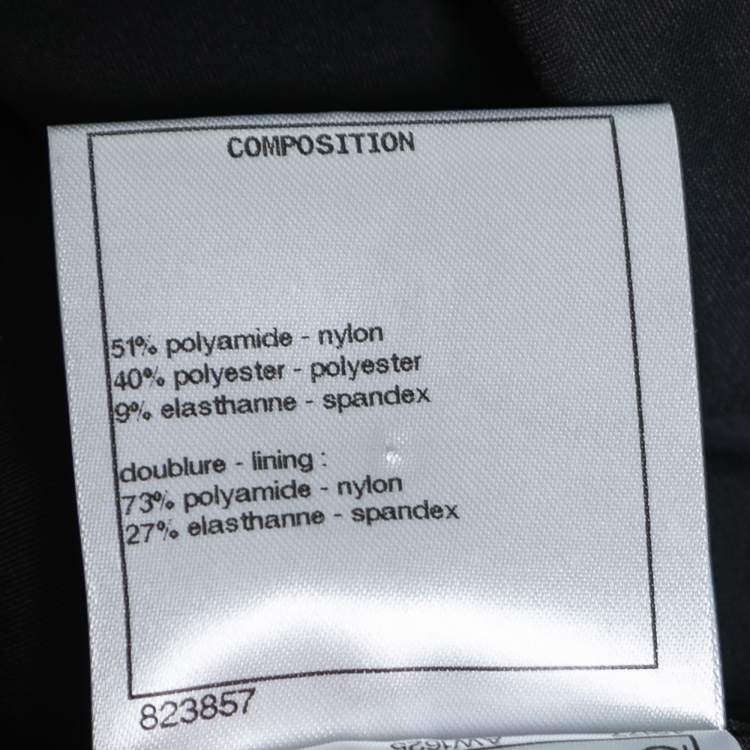 COMPOSITION
51% polyamide - nylon
40% polyester - polyester
9% elasthanne - spandex
doublure - lining :
73% polyamide - nylon
27% elasthanne - spandex
823857